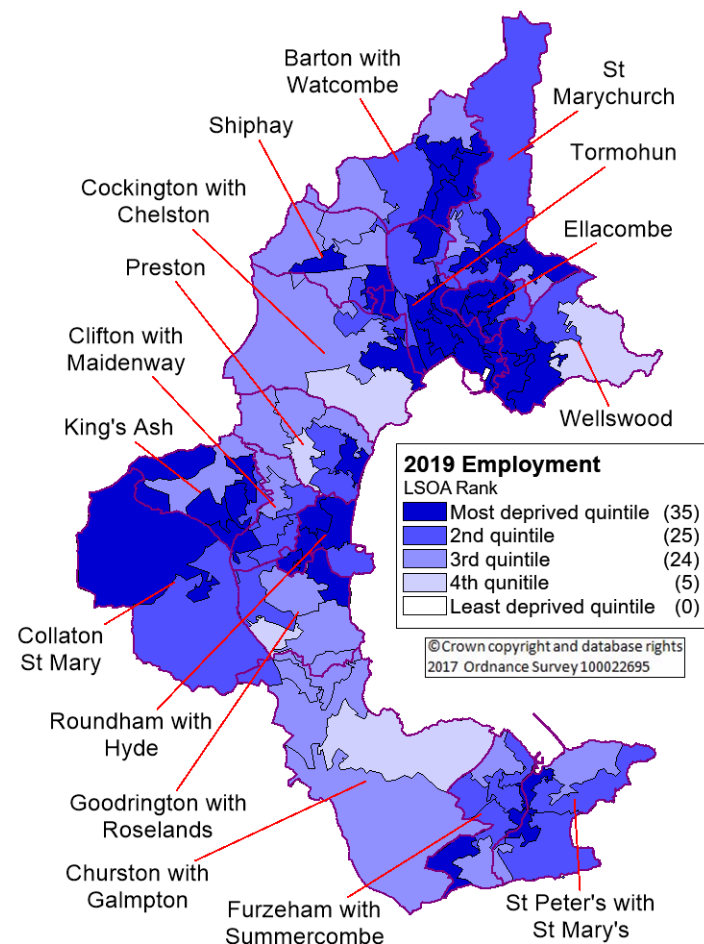 Barton with
Watcombe
St
Marychurch
Shiphay
Tormohun
Cockington with
Chelston
Ellacombe
Preston
Clifton with
Maidenway
Wellswood
King's Ash
2019 Employment
LSOA Rank
Most deprived quintile (35)
2nd quintile (25)
3rd quintile (24)
4th qunitile (5)
Least deprived quintile (0)
©Crown copyright and database rights
2017 Ordnance Survey 100022695
Collaton
St Mary
Roundham with
Hyde
Goodrington with
Roselands
Churston with
Galmpton
Furzeham with
Summercombe
St Peter's with
St Mary's